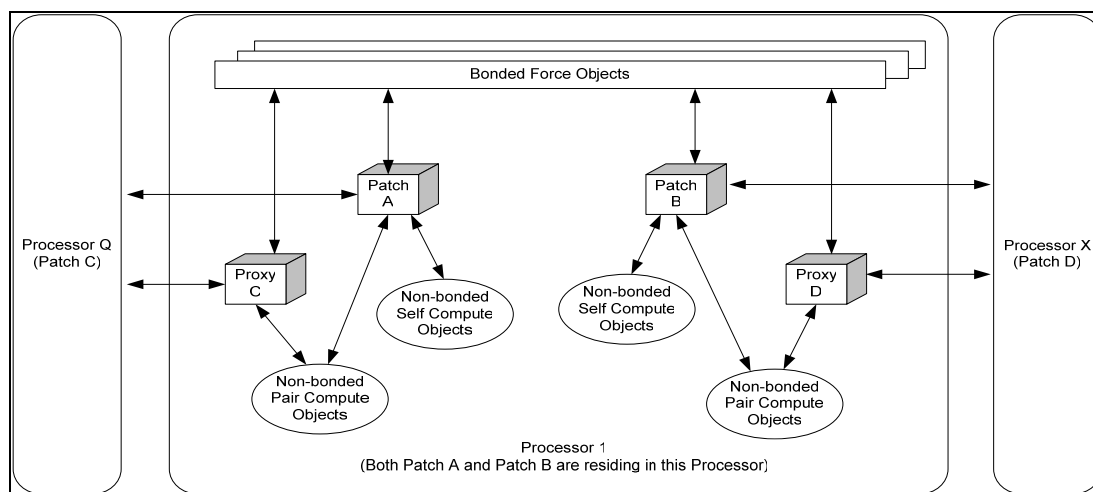 Bonded Force Objects
Patch
A
Patch
B
Processor Q
(Patch C)
Proxy
C
Non-bonded
Self Compute
Objects
Non-bonded
Self Compute
Objects
Proxy
D
Processor X
(Patch D)
Non-bonded
Pair Compute
Objects
Non-bonded
Pair Compute
Objects
Processor 1
(Both Patch A and Patch B are residing in this Processor)